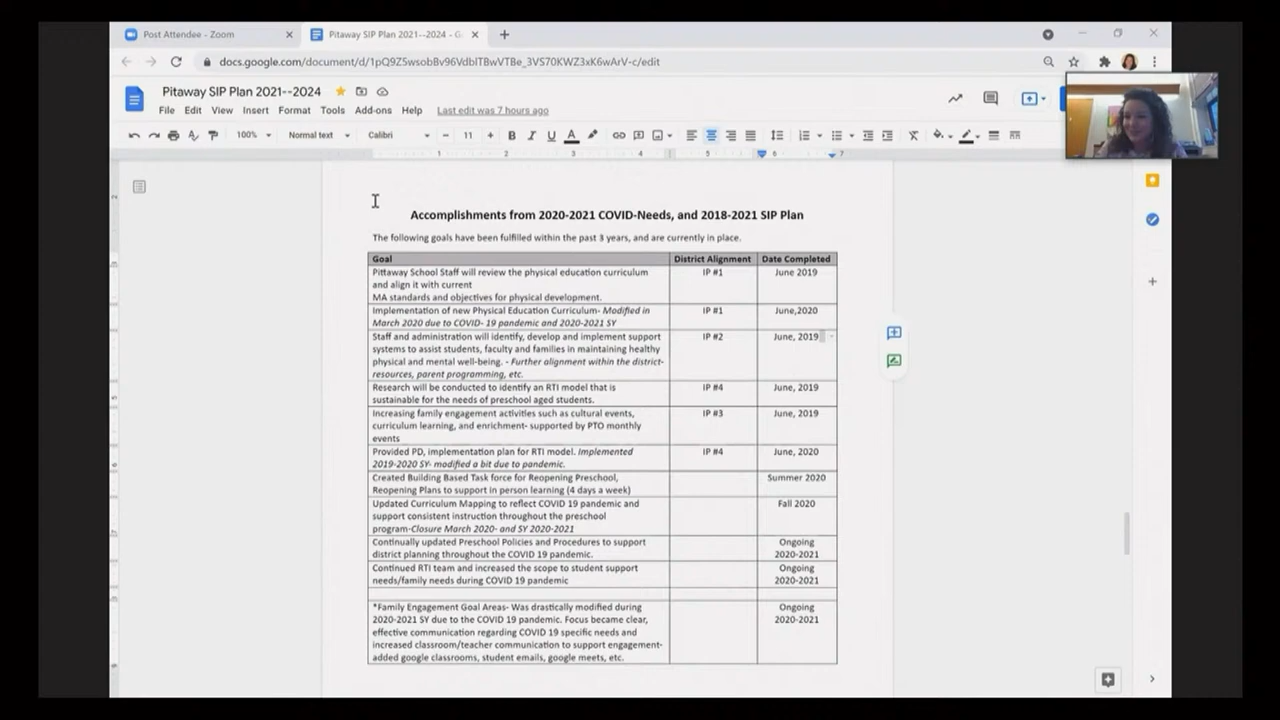 Post Attendee - Zoom
Pitaway SIP Plan 2021--2024 - G
docs.google.com/document/d/1pQ9Z5wsobBv96VdblTBwVTBe_3VS70KWZ3xK6wArV-c/edit
Pitaway SIP Plan 2021--2024
File Edit View Insert Format Tools Add-ons Help Last edit was 7 hours ago
100% Normal text Calibri 11
1 2 3 4 5 6 7
Accomplishments from 2020-2021 COVID-Needs, and 2018-2021 SIP Plan
The following goals have been fulfilled within the past 3 years, and are currently in place.
Goal District Alignment Date Completed
Pittaway School Staff will review the physical education curriculum IP #1 June 2019
and align it with current
MA standards and objectives for physical development.
Implementation of new Physical Education Curriculum- Modified in IP #1 June,2020
March 2020 due to COVID- 19 pandemic and 2020-2021 SY
Staff and administration will identify, develop and implement support IP #2 June, 2019
systems to assist students, faculty and families in maintaining healthy
physical and mental well-being. - Further alignment within the district-
resources, parent programming, etc.
Research will be conducted to identify an RTI model that is IP #4 June, 2019
sustainable for the needs of preschool aged students.
Increasing family engagement activities such as cultural events, IP #3 June, 2019
curriculum learning, and enrichment- supported by PTO monthly
events
Provided PD, implementation plan for RTI model. Implemented IP #4 June, 2020
2019-2020 SY- modified a bit due to pandemic.
Created Building Based Task force for Reopening Preschool, Summer 2020
Reopening Plans to support in person learning (4 days a week)
Updated Curriculum Mapping to reflect COVID 19 pandemic and Fall 2020
support consistent instruction throughout the preschool
program-Closure March 2020- and SY 2020-2021
Continually updated Preschool Policies and Procedures to support Ongoing
district planning throughout the COVID 19 pandemic. 2020-2021
Continued RTI team and increased the scope to student support Ongoing
needs/family needs during COVID 19 pandemic 2020-2021
*Family Engagement Goal Areas- Was drastically modified during Ongoing
2020-2021 SY due to the COVID 19 pandemic. Focus became clear, 2020-2021
effective communication regarding COVID 19 specific needs and
increased classroom/teacher communication to support engagement-
added google classrooms, student emails, google meets, etc.